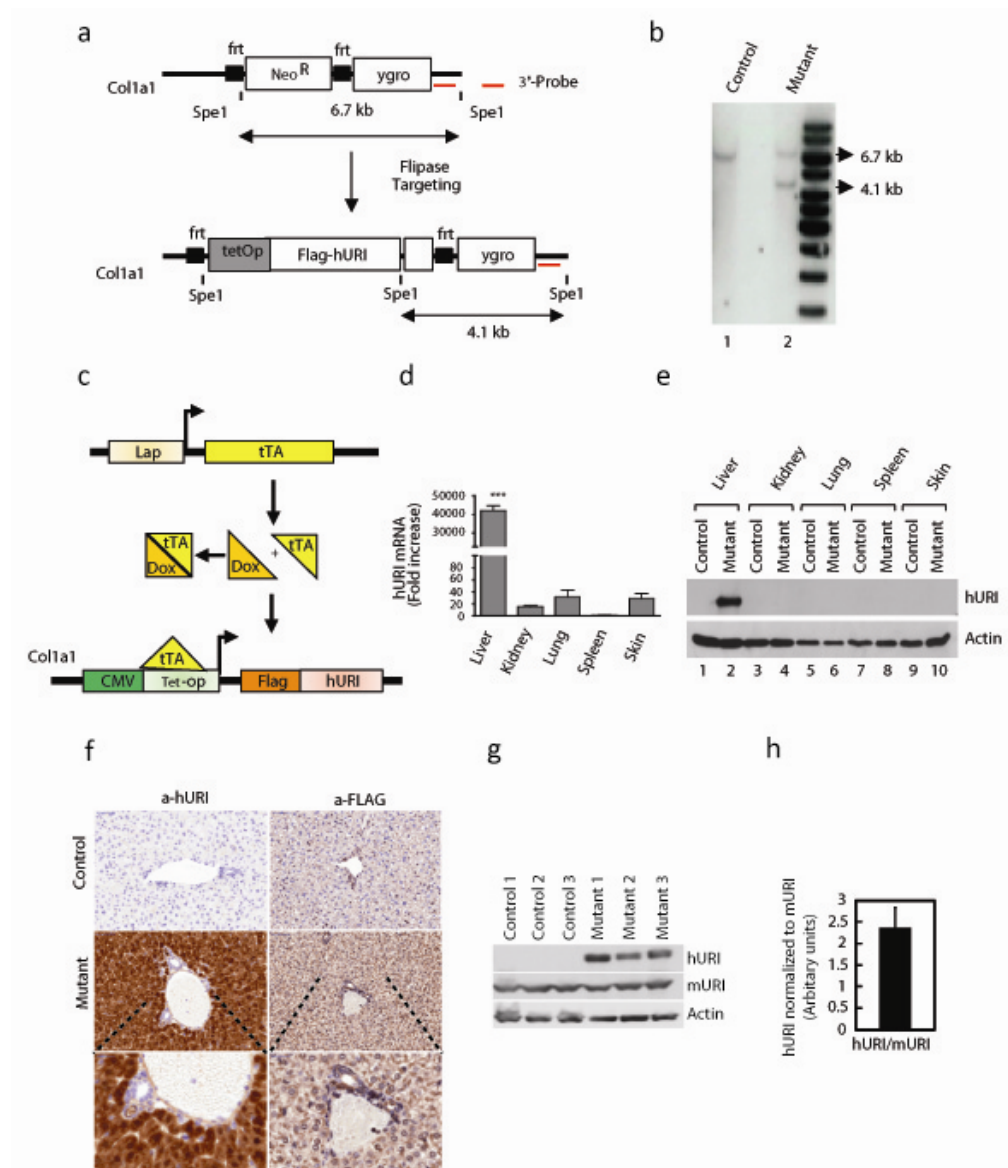 a
frt
frt
Neo R
ygro
Col1a1
3'-Probe
Spe1
6.7 kb
Spe1
Flipase
Targeting
frt
frt
tetOp
Flag-hURI
ygro
Col1a1
Spe1
Spe1
Spe1
4.1 kb
b
Control
Mutant
6.7 kb
4.1 kb
1
2
c
Lap
tTA
tTA
Dox
Dox
+
tTA
Col1a1
tTA
CMV
Tet-op
Flag
hURI
d
hURI mRNA
(Fold increase)
50000
40000
30000
80
60
40
20
0
***
Liver
Kidney
Lung
Spleen
Skin
e
Liver
Kidney
Lung
Spleen
Skin
Control
Mutant
Control
Mutant
Control
Mutant
Control
Mutant
Control
Mutant
hURI
Actin
1 2 3 4 5 6 7 8 9 10
f
a-hURI
a-FLAG
Control
Mutant
g
Control 1
Control 2
Control 3
Mutant 1
Mutant 2
Mutant 3
hURI
mURI
Actin
h
hURI normalized to mURI
(Arbitary units)
3
2.5
2
1.5
1
0.5
0
hURI/mURI